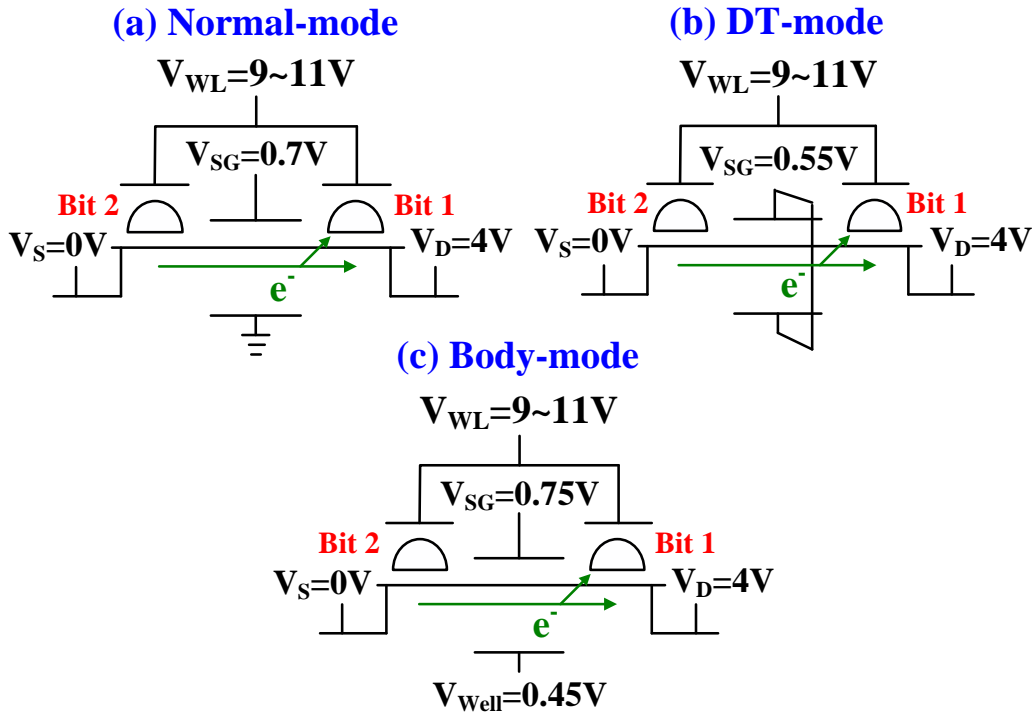 (a) Normal-mode
V_WL=9~11V
V_SG=0.7V
Bit 2
Bit 1
V_S=0V
V_D=4V
e-
(b) DT-mode
V_WL=9~11V
V_SG=0.55V
Bit 2
Bit 1
V_S=0V
V_D=4V
e-
(c) Body-mode
V_WL=9~11V
V_SG=0.75V
Bit 2
Bit 1
V_S=0V
V_D=4V
e-
V_Well=0.45V